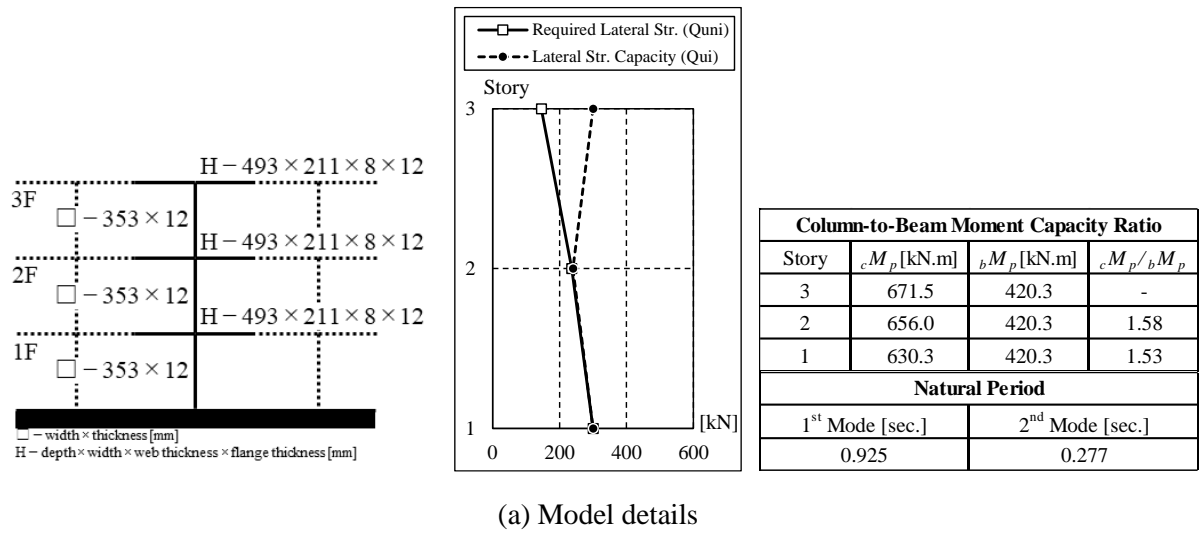 H－493×211×8×12
3F
□－353×12
H－493×211×8×12
2F
□－353×12
H－493×211×8×12
1F
□－353×12
□－width×thickness[mm]
H－depth×width×web thickness×flange thickness[mm]
Required Lateral Str. (Quni)
Lateral Str. Capacity (Qui)
Story
3
2
1
[kN]
0 200 400 600
Column-to-Beam Moment Capacity Ratio
Story cMp[kN.m] bMp[kN.m] cMp/bMp
3 671.5 420.3 -
2 656.0 420.3 1.58
1 630.3 420.3 1.53
Natural Period
1st Mode [sec.] 2nd Mode [sec.]
0.925 0.277
(a) Model details